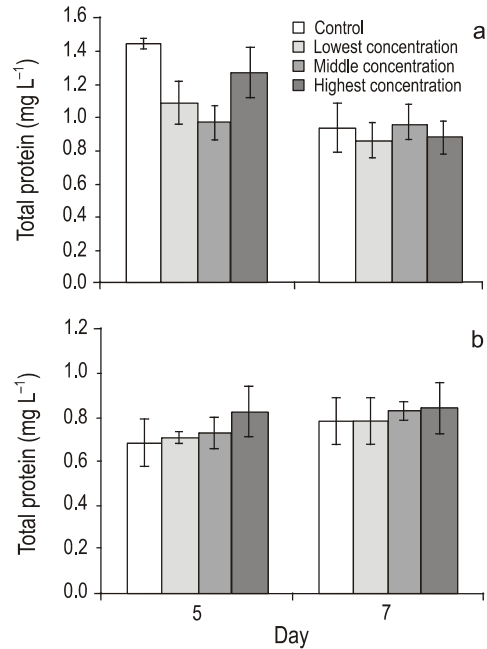 1.6
a
Control
1.4
Lowest concentration
Middle concentration
1.2
Highest concentration
1.0
0.8
0.6
0.4
0.2
0.0
Total protein (mg L⁻¹)
1.2
b
1.0
0.8
0.6
0.4
0.2
0.0
Total protein (mg L⁻¹)
5
7
Day